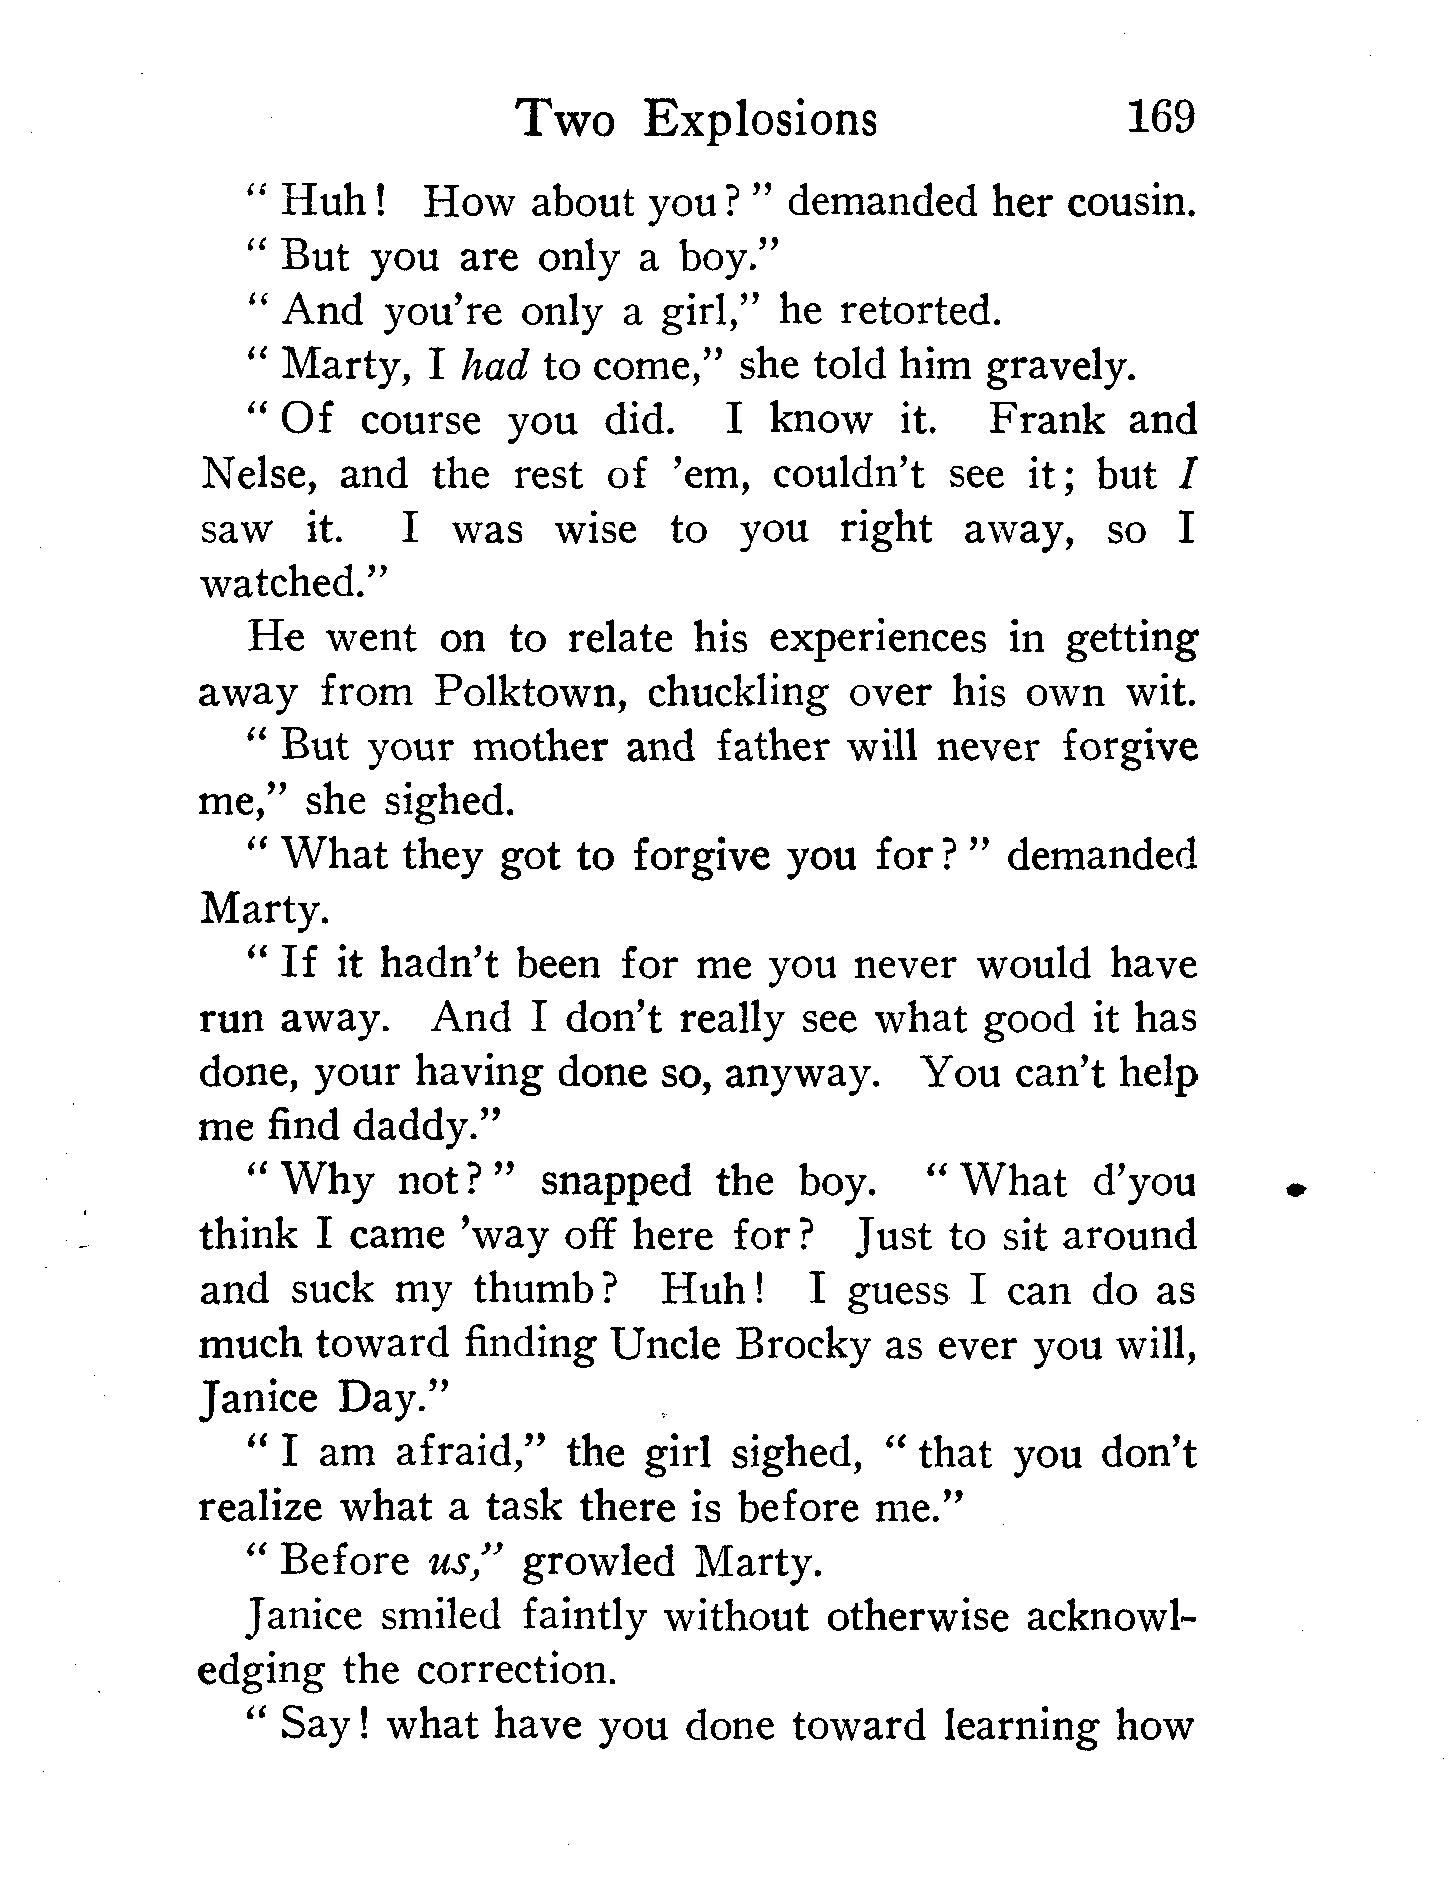 Two Explosions 169
“ Huh! How about you? ” demanded her cousin.
“ But you are only a boy.”
“ And you’re only a girl,” he retorted.
“ Marty, I had to come,” she told him gravely.
“ Of course you did. I know it. Frank and
Nelse, and the rest of ’em, couldn’t see it; but I
saw it. I was wise to you right away, so I
watched.”
He went on to relate his experiences in getting
away from Polktown, chuckling over his own wit.
“ But your mother and father will never forgive
me,” she sighed.
“ What they got to forgive you for? ” demanded
Marty.
“ If it hadn’t been for me you never would have
run away. And I don’t really see what good it has
done, your having done so, anyway. You can’t help
me find daddy.”
“ Why not? ” snapped the boy. “ What d’you
think I came ’way off here for? Just to sit around
and suck my thumb? Huh! I guess I can do as
much toward finding Uncle Brocky as ever you will,
Janice Day.”
“ I am afraid,” the girl sighed, “ that you don’t
realize what a task there is before me.”
“ Before us,” growled Marty.
Janice smiled faintly without otherwise acknowl-
edging the correction.
“ Say! what have you done toward learning how